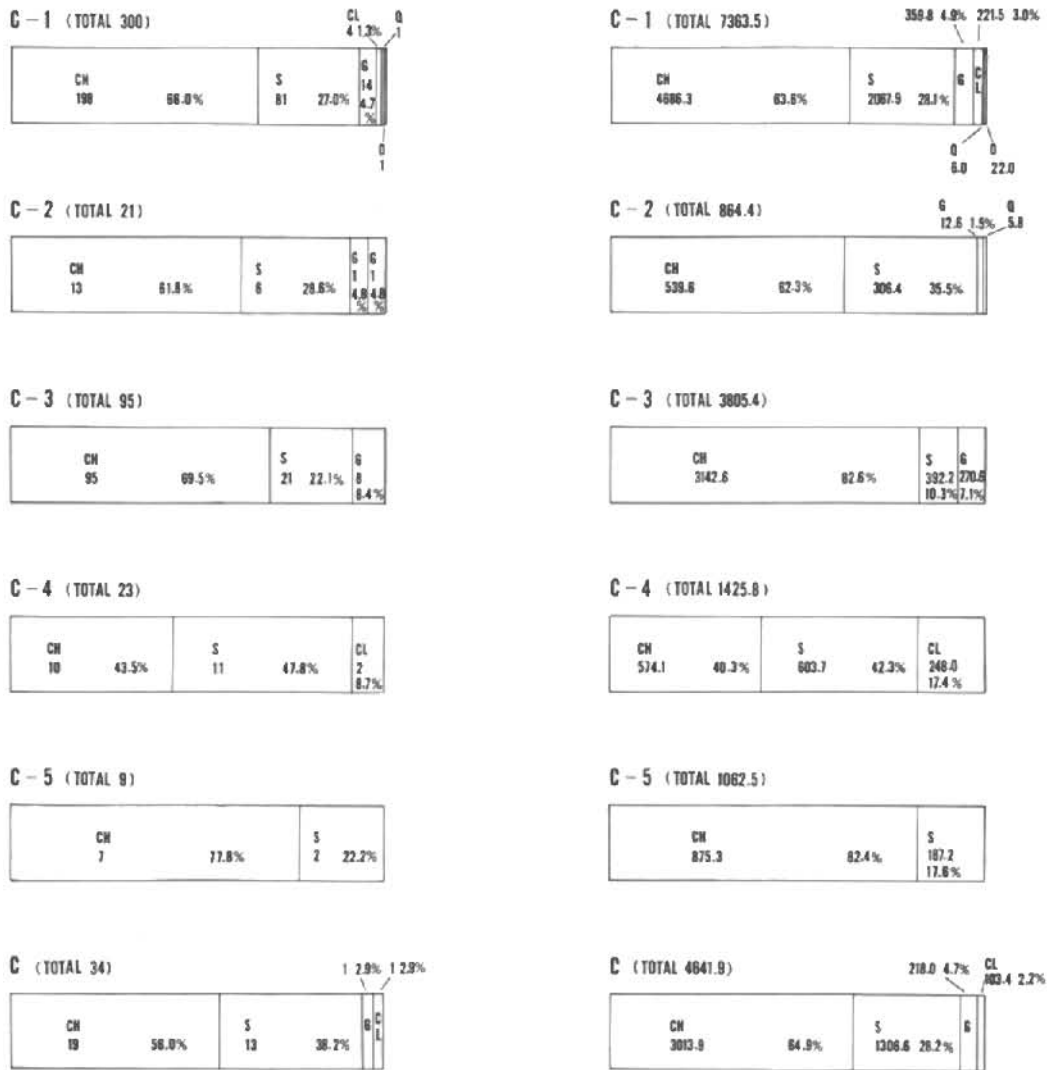 C – 1 (TOTAL 300)
CL
4 1.3%
Q
1
CH
198 66.0%
S
81 27.0%
G
14
4.7
%
O
1
C – 1 (TOTAL 7363.5)
359.8 4.9% 221.5 3.0%
CH
4686.3 63.6%
S
2067.9 28.1%
G
C
L
Q
6.0
O
22.0
C – 2 (TOTAL 21)
CH
13 61.8%
S
6 28.6%
G
1
4.8
%
G
1
4.8
%
C – 2 (TOTAL 864.4)
G
12.6 1.5%
Q
5.8
CH
539.6 62.3%
S
306.4 35.5%
C – 3 (TOTAL 95)
CH
95 69.5%
S
21 22.1%
G
8
8.4%
C – 3 (TOTAL 3805.4)
CH
3142.6 82.6%
S
392.2
10.3%
G
270.6
7.1%
C – 4 (TOTAL 23)
CH
10 43.5%
S
11 47.8%
CL
2
8.7%
C – 4 (TOTAL 1425.8)
CH
574.1 40.3%
S
603.7 42.3%
CL
248.0
17.4 %
C – 5 (TOTAL 9)
CH
7 77.8%
S
2 22.2%
C – 5 (TOTAL 1062.5)
CH
875.3 82.4%
S
187.2
17.6%
C (TOTAL 34)
1 2.9% 1 2.9%
CH
19 56.0%
S
13 38.2%
G
C
L
C (TOTAL 4641.9)
218.0 4.7%
CL
103.4 2.2%
CH
3013.9 64.9%
S
1306.6 28.2%
G